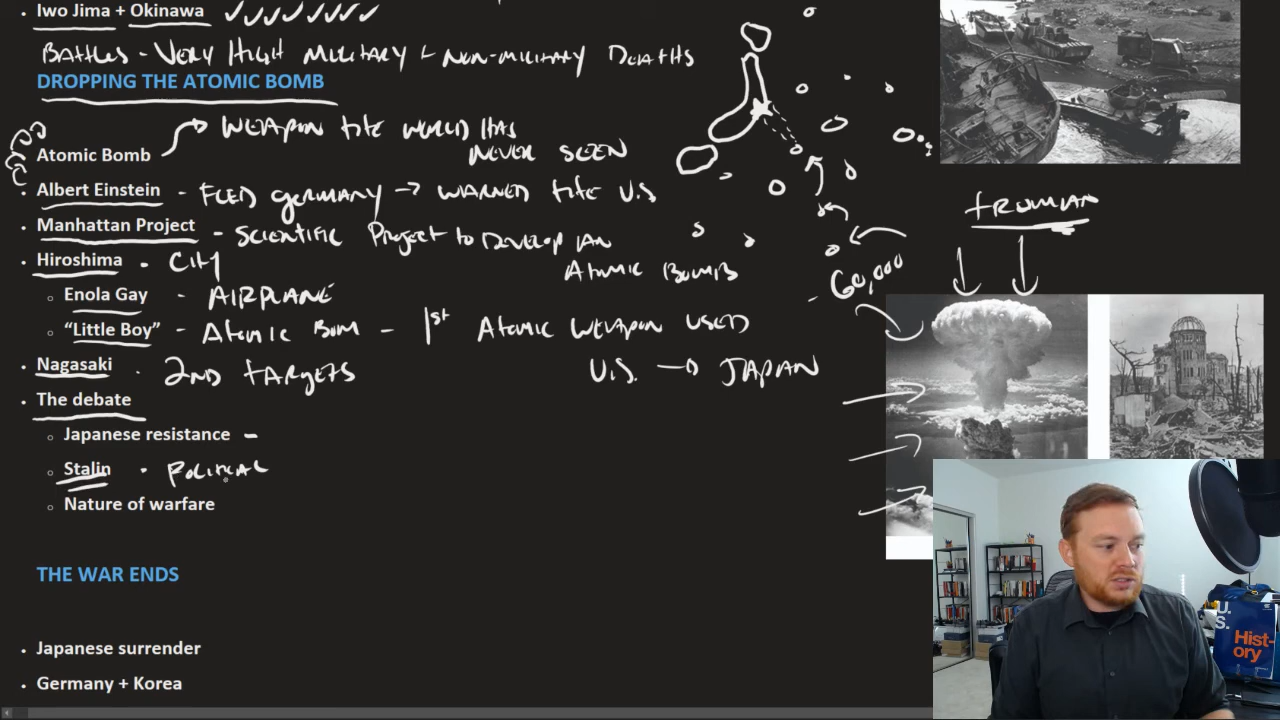 • Iwo Jima + Okinawa ✓✓✓✓✓✓✓
BATTLES - VERY HIGH MILITARY + NON-MILITARY DEATHS
DROPPING THE ATOMIC BOMB
Atomic Bomb → WEAPON THE WORLD HAS
NEVER SEEN
• Albert Einstein - FLED GERMANY → WARNED THE U.S
TRUMAN
• Manhattan Project - SCIENTIFIC PROJECT TO DEVELOP AN
ATOMIC BOMB
• Hiroshima - CITY
- 60,000
○ Enola Gay - AIRPLANE
○ “Little Boy” - ATOMIC BOM - 1st ATOMIC WEAPON USED
U.S. → JAPAN
• Nagasaki - 2ND TARGETS
• The debate
○ Japanese resistance -
○ Stalin - POLITICAL
○ Nature of warfare
THE WAR ENDS
• Japanese surrender
• Germany + Korea
U.S.
Hist-
ory